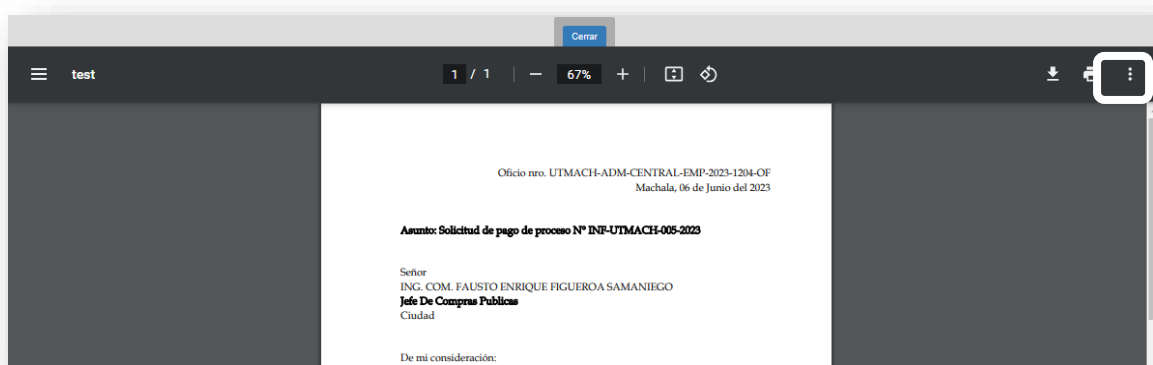 Cerrar
test
1 / 1
67%
Oficio nro. UTMACH-ADM-CENTRAL-EMP-2023-1204-OF
Machala, 06 de Junio del 2023
Asunto: Solicitud de pago de proceso Nº INF-UTMACH-005-2023
Señor
ING. COM. FAUSTO ENRIQUE FIGUEROA SAMANIEGO
Jefe De Compras Publicas
Ciudad
De mi consideración: